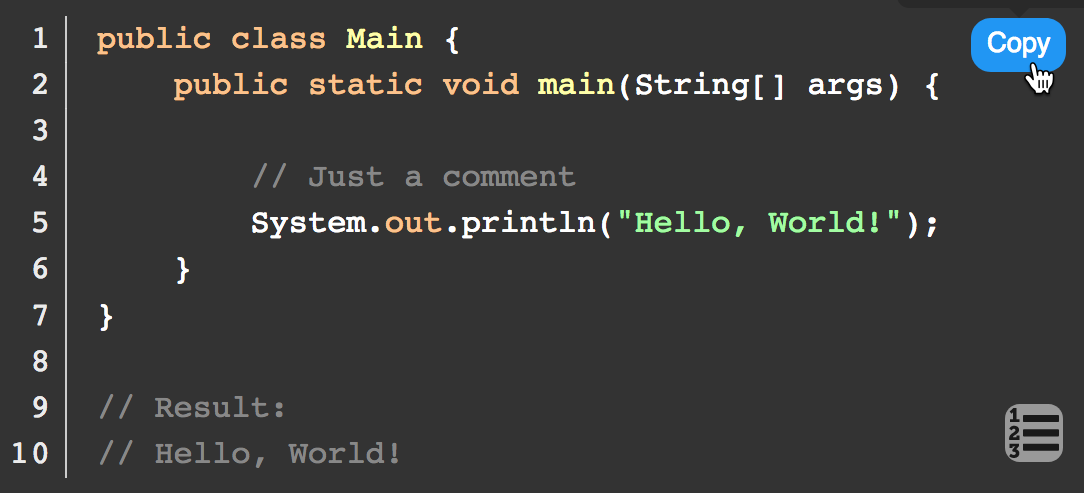 1 public class Main {
Copy
2     public static void main(String[] args) {
3
4         // Just a comment
5         System.out.println("Hello, World!");
6     }
7 }
8
9 // Result:
10 // Hello, World!
1
2
3